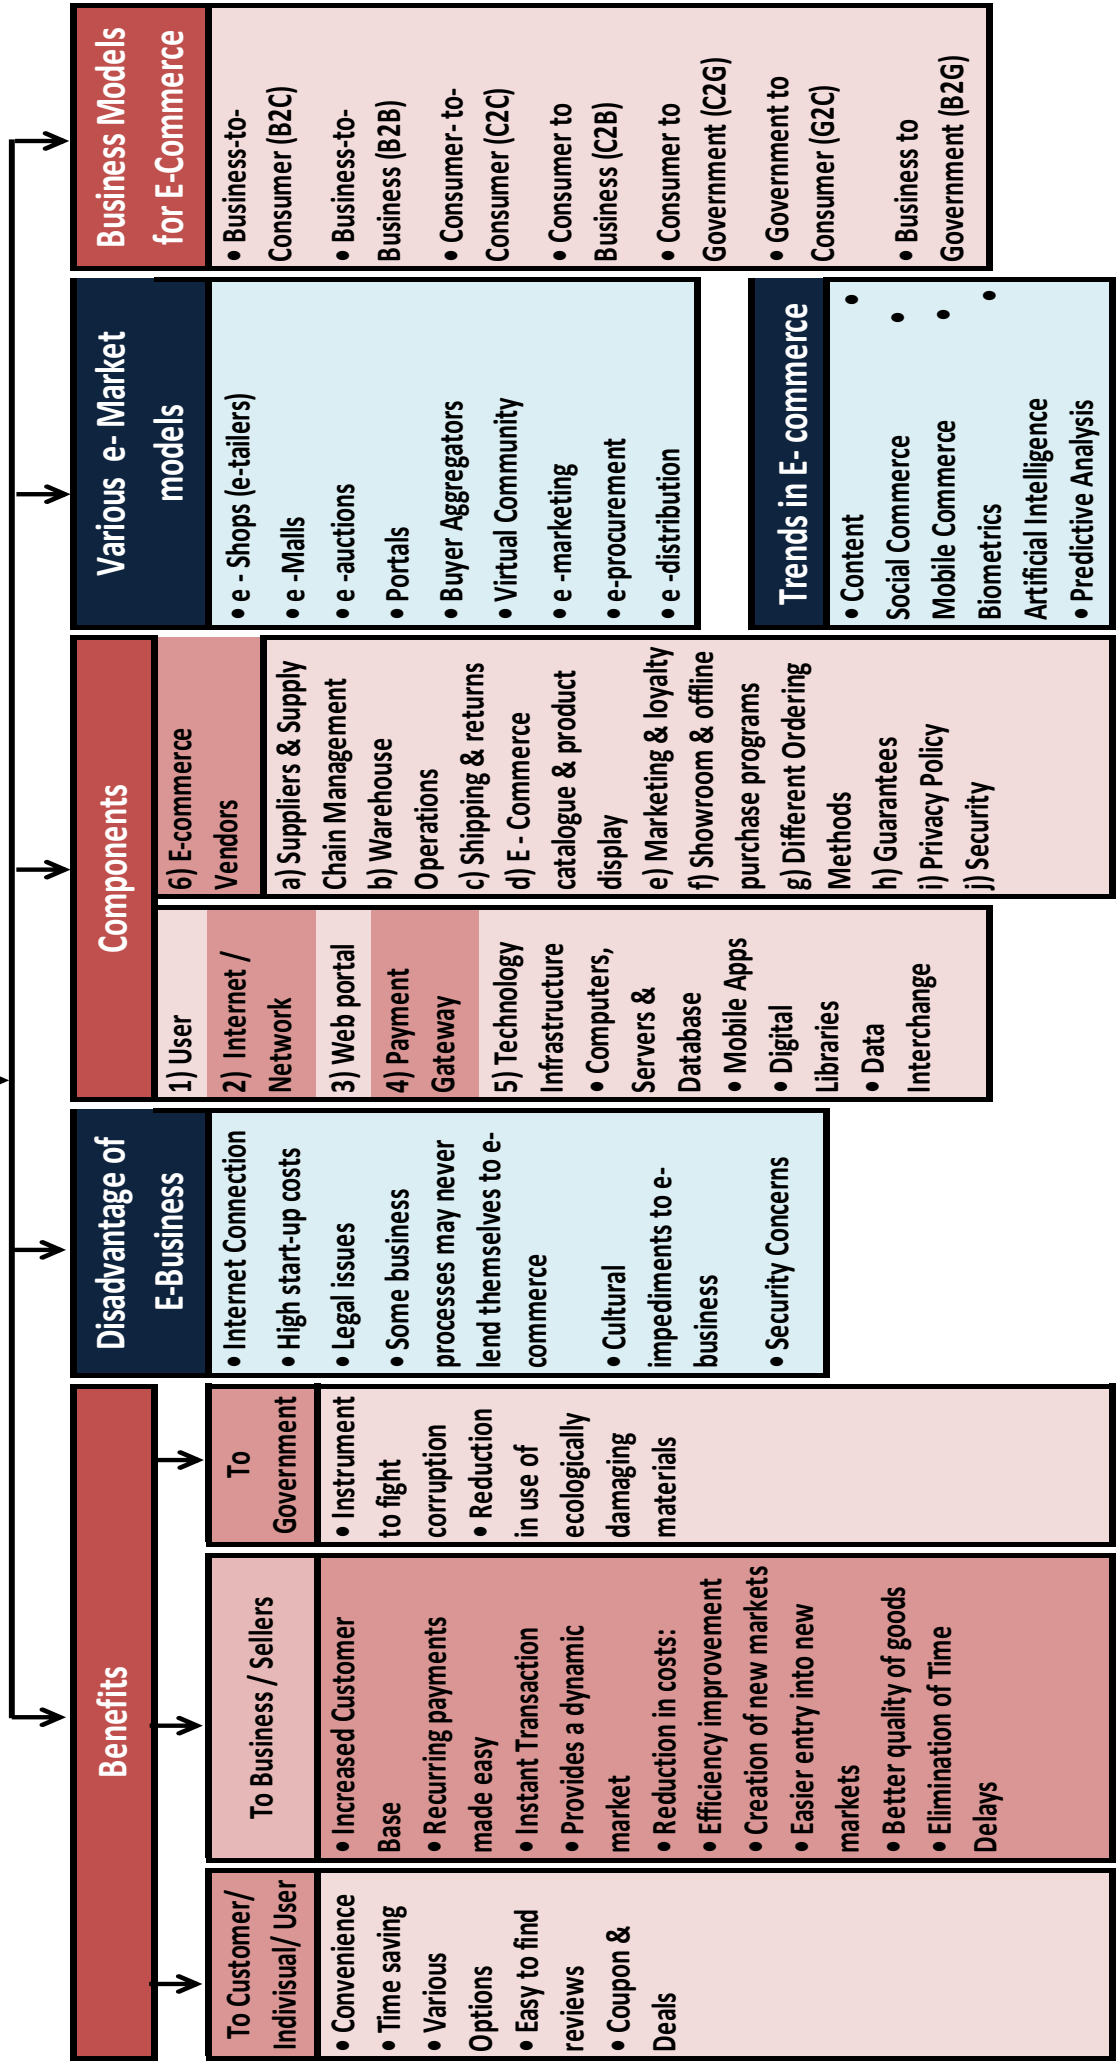 Benefits
To Customer/
Indivisual/ User
• Convenience
• Time saving
• Various
Options
• Easy to find
reviews
• Coupon &
Deals
To Business / Sellers
• Increased Customer
Base
• Recurring payments
made easy
• Instant Transaction
• Provides a dynamic
market
• Reduction in costs:
• Efficiency improvement
• Creation of new markets
• Easier entry into new
markets
• Better quality of goods
• Elimination of Time
Delays
To
Government
• Instrument
to fight
corruption
• Reduction
in use of
ecologically
damaging
materials
Disadvantage of
E-Business
• Internet Connection
• High start-up costs
• Legal issues
• Some business
processes may never
lend themselves to e-
commerce
• Cultural
impediments to e-
business
• Security Concerns
Components
1) User
2) Internet /
Network
3) Web portal
4) Payment
Gateway
5) Technology
Infrastructure
• Computers,
Servers &
Database
• Mobile Apps
• Digital
Libraries
• Data
Interchange
6) E-commerce
Vendors
a) Suppliers & Supply
Chain Management
b) Warehouse
Operations
c) Shipping & returns
d) E - Commerce
catalogue & product
display
e) Marketing & loyalty
f) Showroom & offline
purchase programs
g) Different Ordering
Methods
h) Guarantees
i) Privacy Policy
j) Security
Various e- Market
models
• e - Shops (e-tailers)
• e -Malls
• e -auctions
• Portals
• Buyer Aggregators
• Virtual Community
• e -marketing
• e-procurement
• e -distribution
Trends in E- commerce
• Content •
Social Commerce •
Mobile Commerce •
Biometrics •
Artificial Intelligence
• Predictive Analysis
Business Models
for E-Commerce
• Business-to-
Consumer (B2C)
• Business-to-
Business (B2B)
• Consumer- to-
Consumer (C2C)
• Consumer to
Business (C2B)
• Consumer to
Government (C2G)
• Government to
Consumer (G2C)
• Business to
Government (B2G)